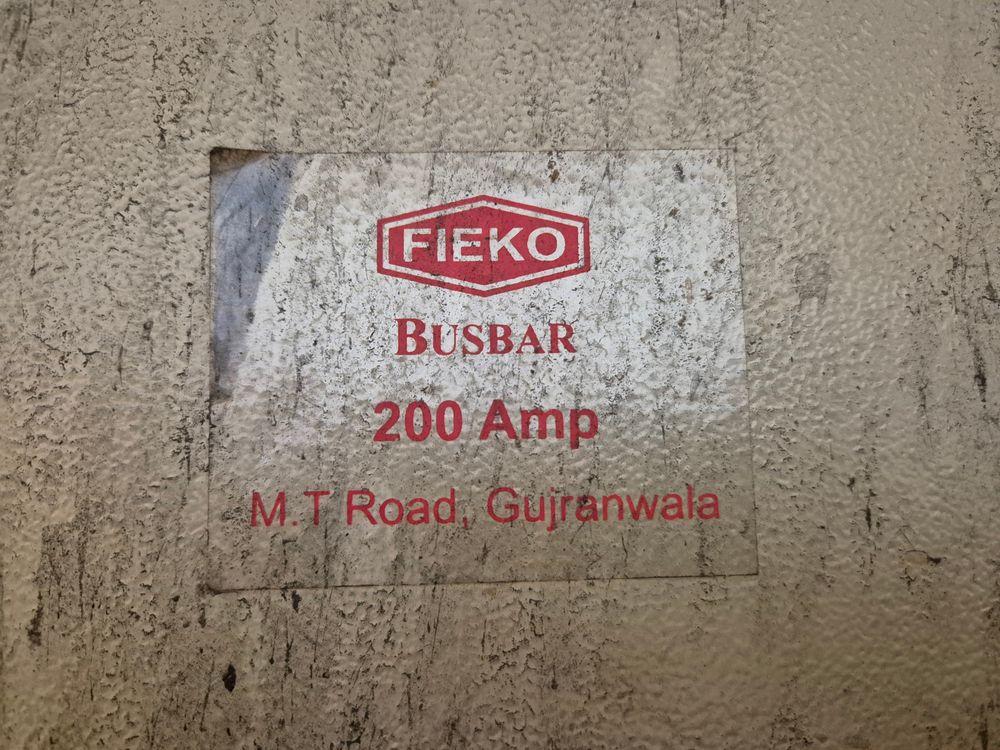 FIEKO
BUSBAR
200 Amp
M.T Road, Gujranwala